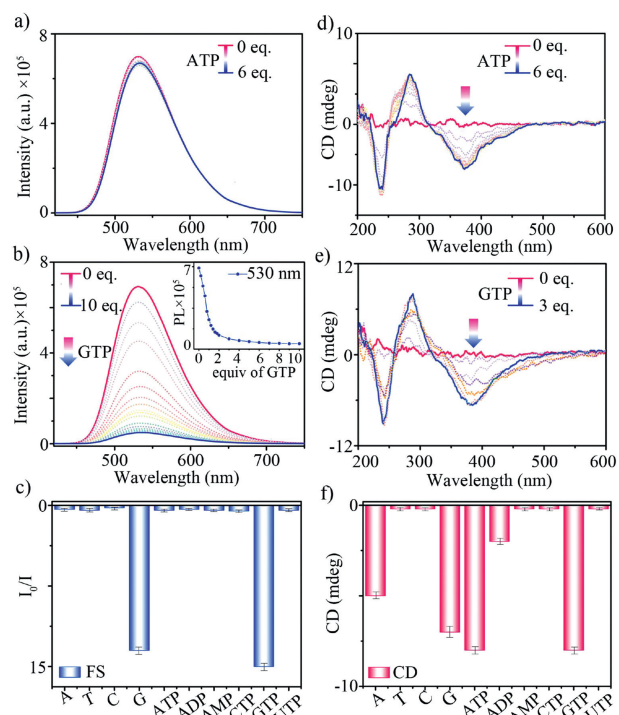 a)
8
4
0
Intensity (a.u.) ×10⁵
ATP
0 eq.
6 eq.
500 600 700
Wavelength (nm)
d)
10
0
-10
CD (mdeg)
ATP
0 eq.
6 eq.
200 300 400 500 600
Wavelength (nm)
b)
8
6
4
2
0
Intensity (a.u.)×10⁵
0 eq.
10 eq.
GTP
7
0
PL×10⁵
530 nm
0 2 4 6 8 10
equiv of GTP
500 600 700
Wavelength (nm)
e)
12
0
-12
CD (mdeg)
GTP
0 eq.
3 eq.
200 300 400 500 600
Wavelength (nm)
c)
0
15
I₀/I
FS
A T C G ATP ADP AMP CTP GTP UTP
f)
0
-10
CD (mdeg)
CD
A T C G ATP ADP AMP CTP GTP UTP